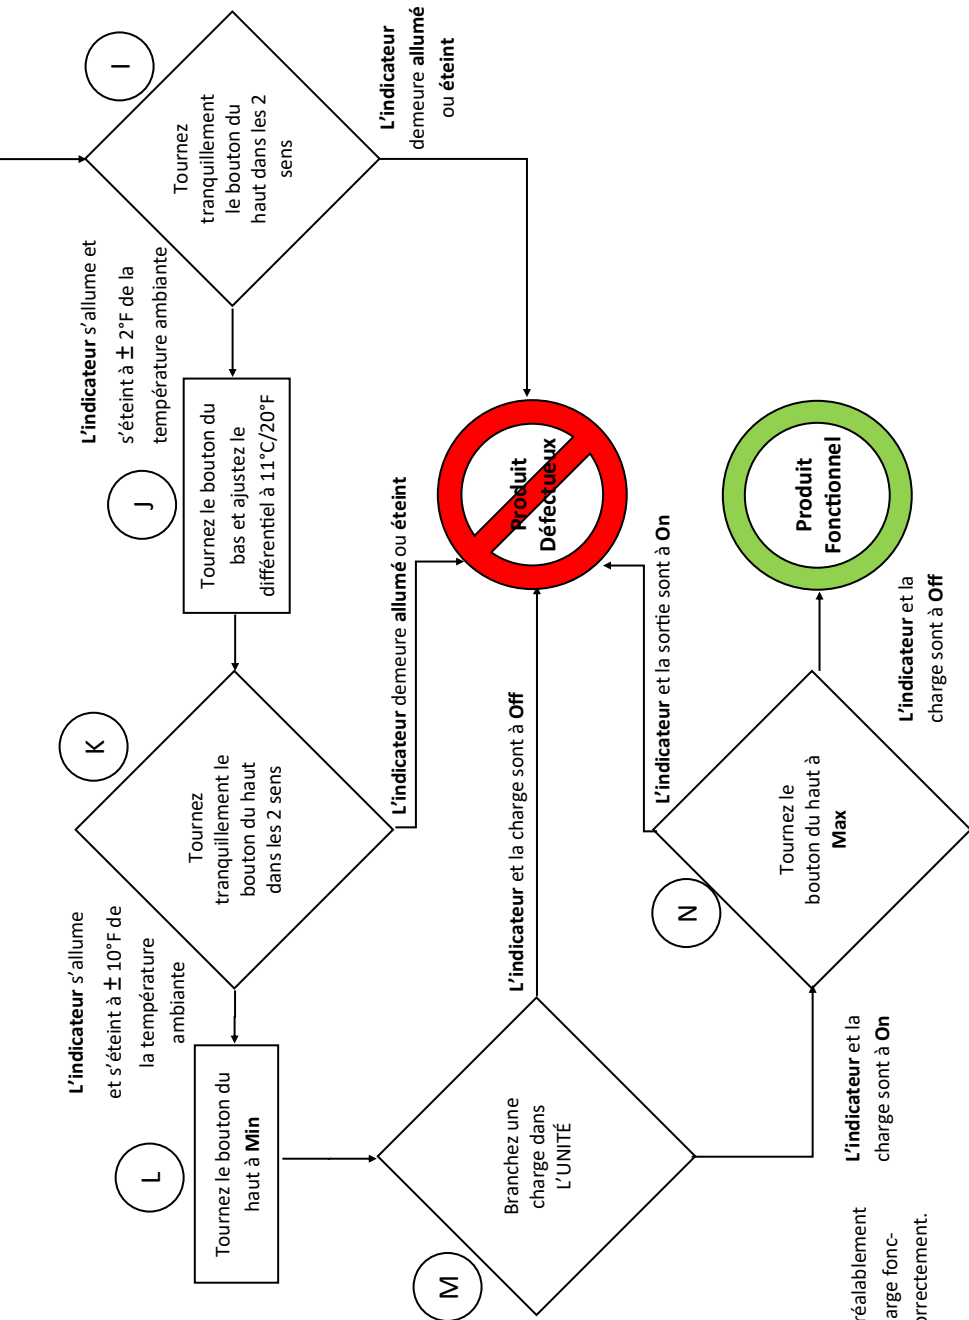 I
Tournez
tranquillement
le bouton du
haut dans les 2
sens
L’indicateur
demeure allumé
ou éteint
L’indicateur s’allume et
s’éteint à ± 2°F de la
température ambiante
J
Tournez le bouton du
bas et ajustez le
différentiel à 11°C/20°F
K
Tournez
tranquillement le
bouton du haut
dans les 2 sens
L’indicateur demeure allumé ou éteint
L’indicateur s’allume
et s’éteint à ± 10°F de
la température
ambiante
L
Tournez le bouton du
haut à Min
M
Branchez une
charge dans
L’UNITÉ
L’indicateur et la charge sont à Off
Produit
Défectueux
L’indicateur et la
charge sont à On
N
Tournez le
bouton du haut à
Max
L’indicateur et la sortie sont à On
L’indicateur et la
charge sont à Off
Produit
Fonctionnel
réalablement
arge fonc-
orrectement.